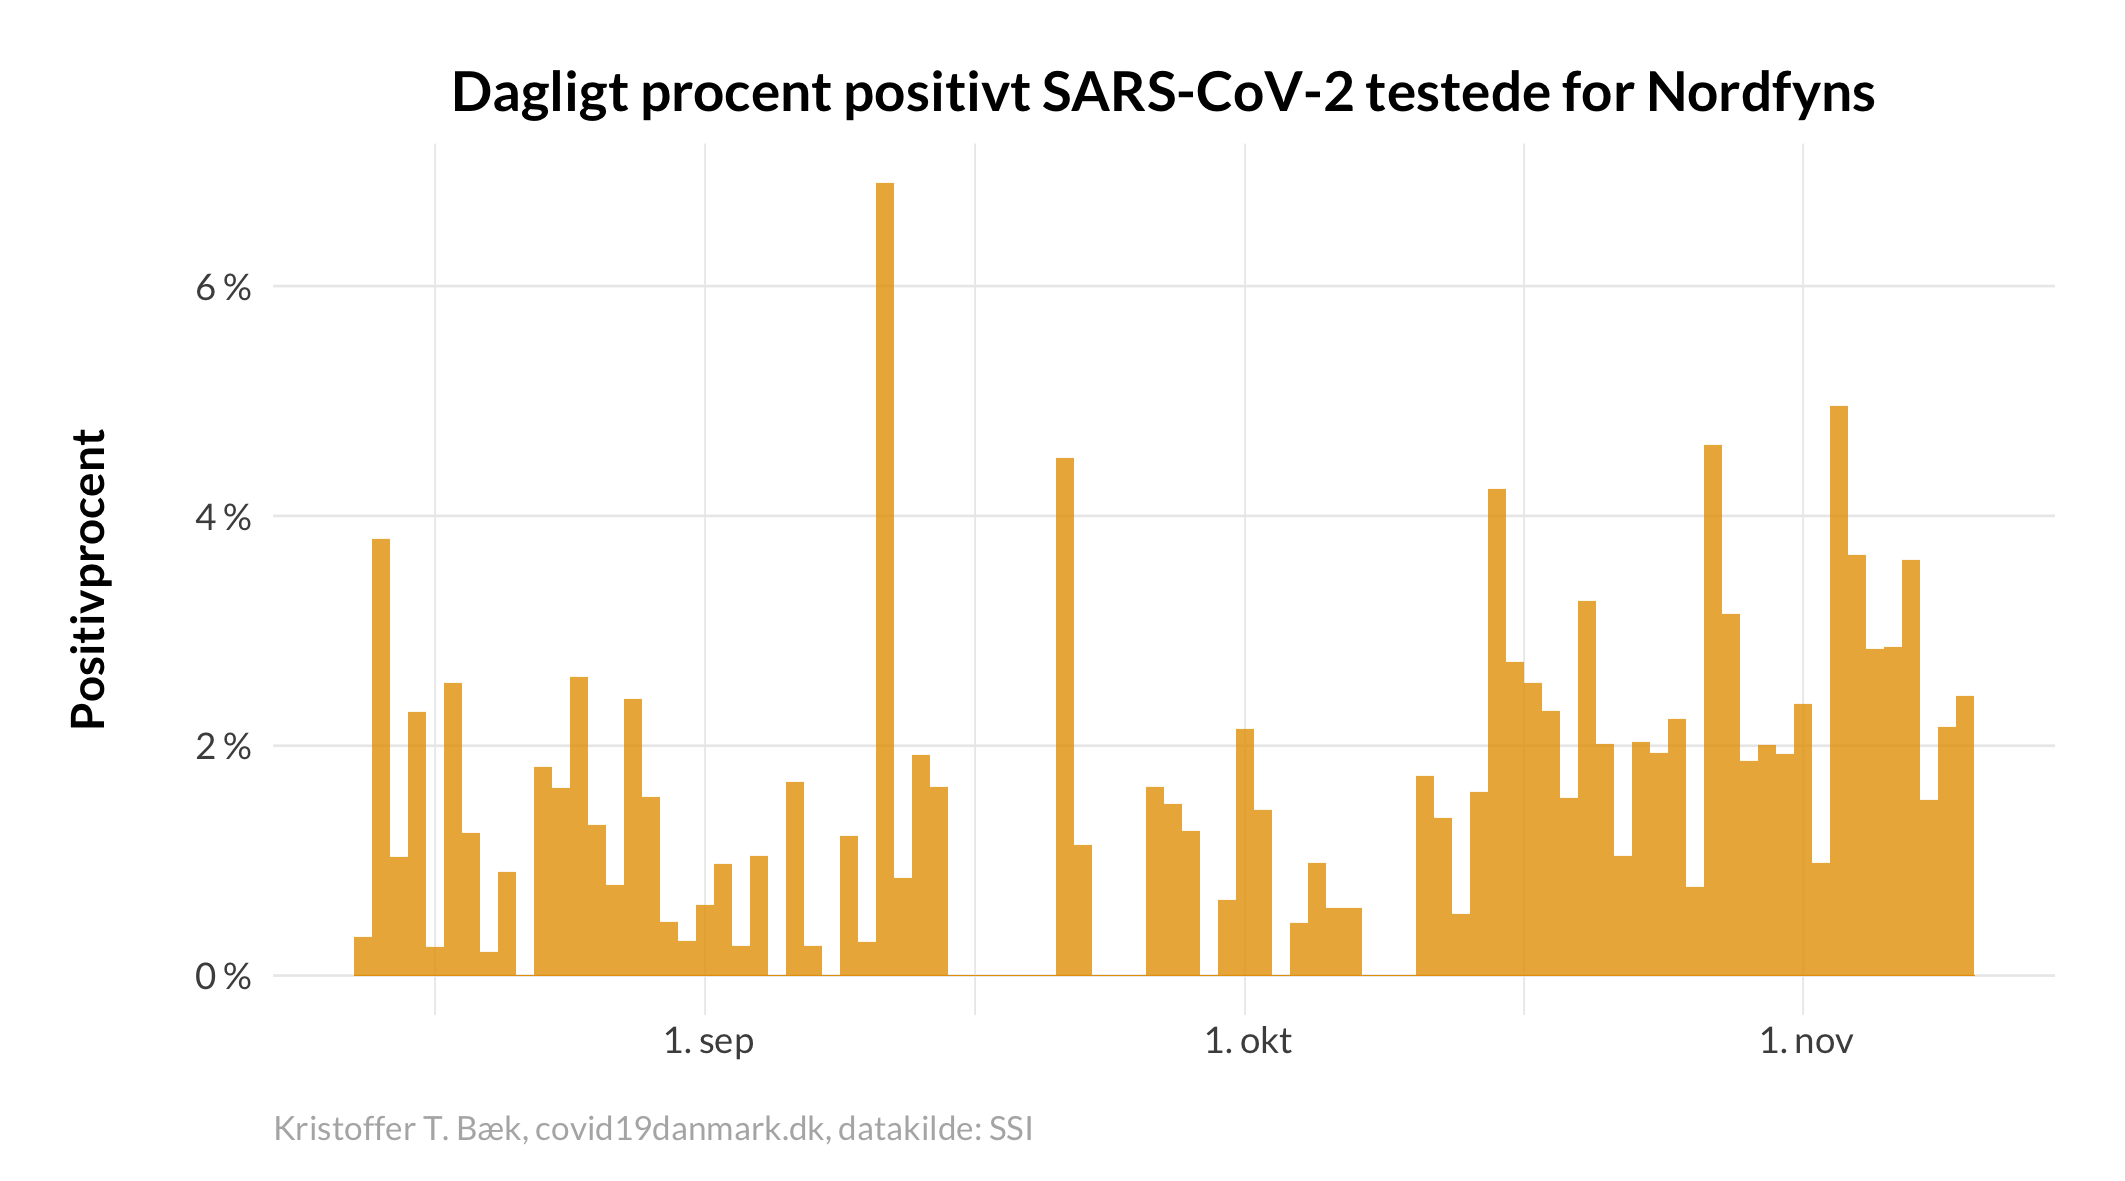 Dagligt procent positivt SARS-CoV-2 testede for Nordfyns
Positivprocent
6 %
4 %
2 %
0 %
1. sep
1. okt
1. nov
Kristoffer T. Bæk, covid19danmark.dk, datakilde: SSI